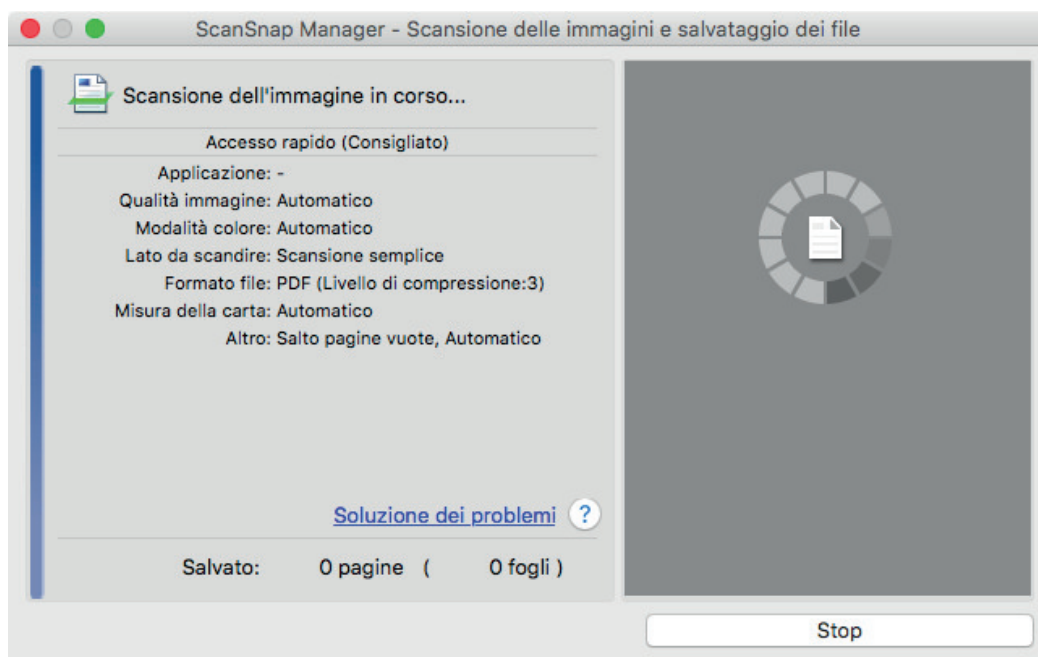 ScanSnap Manager - Scansione delle immagini e salvataggio dei file
Scansione dell'immagine in corso...
Accesso rapido (Consigliato)
Applicazione: -
Qualità immagine: Automatico
Modalità colore: Automatico
Lato da scandire: Scansione semplice
Formato file: PDF (Livello di compressione:3)
Misura della carta: Automatico
Altro: Salto pagine vuote, Automatico
Soluzione dei problemi ?
Salvato: 0 pagine ( 0 fogli )
Stop